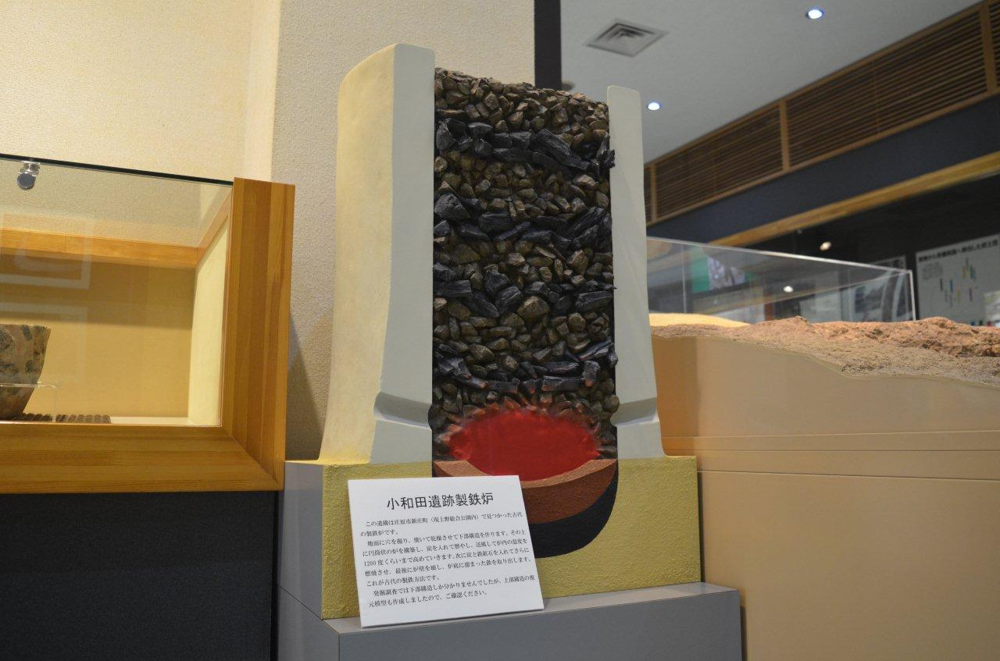 小和田遺跡製鉄炉
この遺構は庄原市新庄町（現上野総合公園内）で見つかった古代
の製鉄炉です。
地面に穴を掘り、焼いて乾燥させて下部構造を作ります。その上
に円筒状の炉を構築し、炭を入れて燃やし、送風して炉内の温度を
1200度くらいまで高めていきます。次に炭と鉄鉱石を入れてさらに
燃焼させ、最後に炉壁を壊し、炉底に溜まった鉄を取り出します。
これが古代の製鉄方法です。
発掘調査では下部構造しか分かりませんでしたが、上部構造の復
元模型も作成しましたので、ご確認ください。